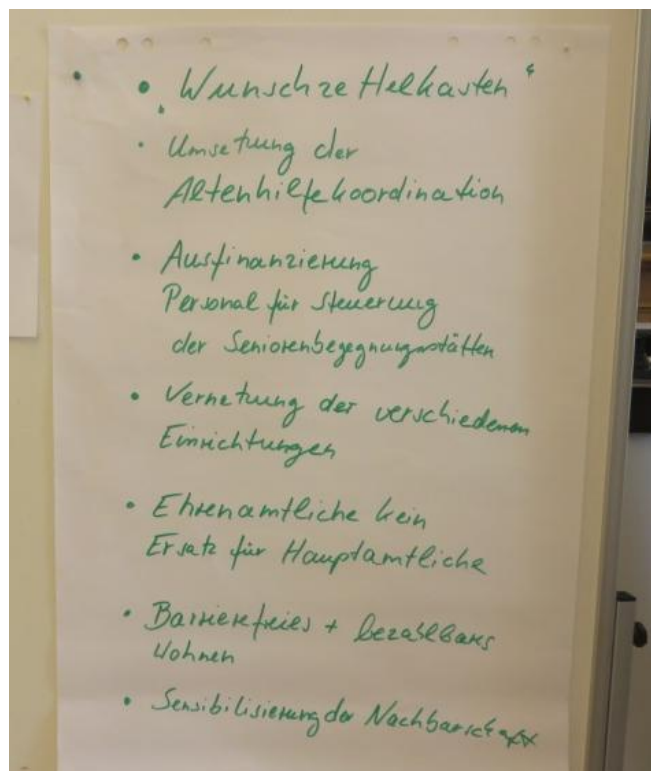 • „Wunschzettelkasten“
• Umsetzung der
Altenhilfekoordination
• Ausfinanzierung
Personal für Steuerung
der Seniorenbegegnungsstätten
• Vernetzung der verschiedenen
Einrichtungen
• Ehrenamtliche kein
Ersatz für Hauptamtliche
• Barrierefreies + bezahlbares
Wohnen
• Sensibilisierung der Nachbarschaft